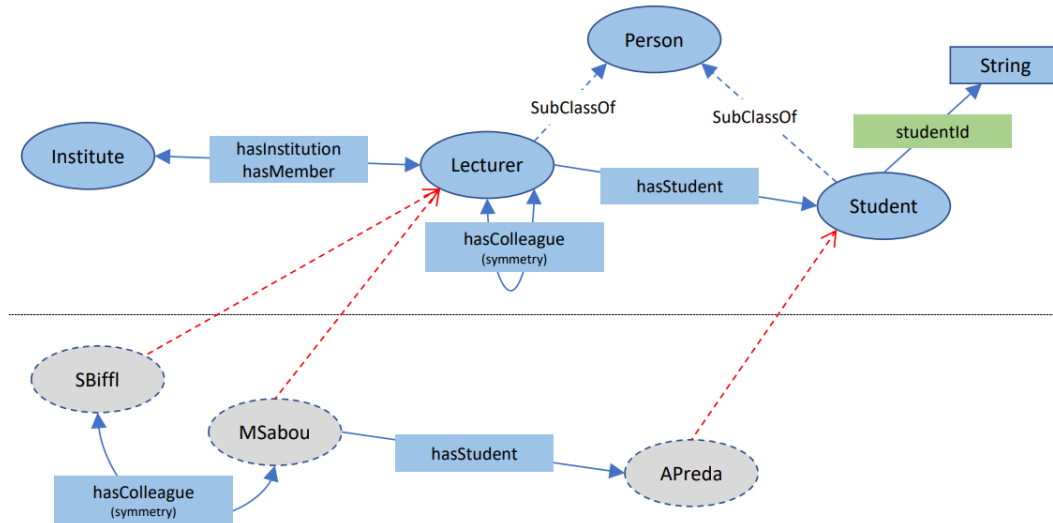 Person
String
SubClassOf
SubClassOf
studentId
Institute
hasInstitution
hasMember
Lecturer
hasStudent
Student
hasColleague
(symmetry)
SBiffl
MSabou
hasStudent
APreda
hasColleague
(symmetry)